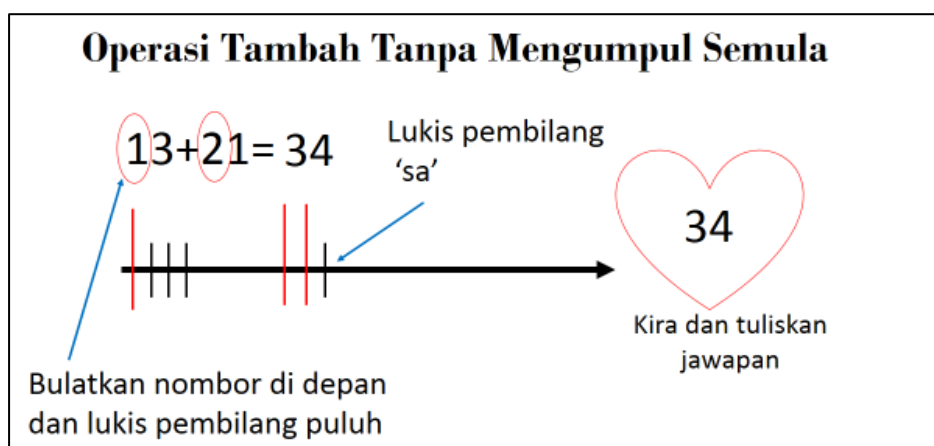 Operasi Tambah Tanpa Mengumpul Semula
13+21= 34
Lukis pembilang
‘sa’
34
Kira dan tuliskan
jawapan
Bulatkan nombor di depan
dan lukis pembilang puluh